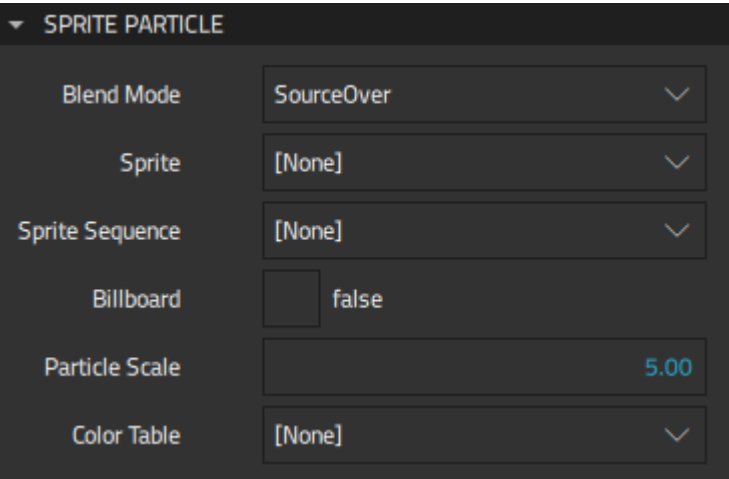 SPRITE PARTICLE
Blend Mode SourceOver
Sprite [None]
Sprite Sequence [None]
Billboard false
Particle Scale 5.00
Color Table [None]